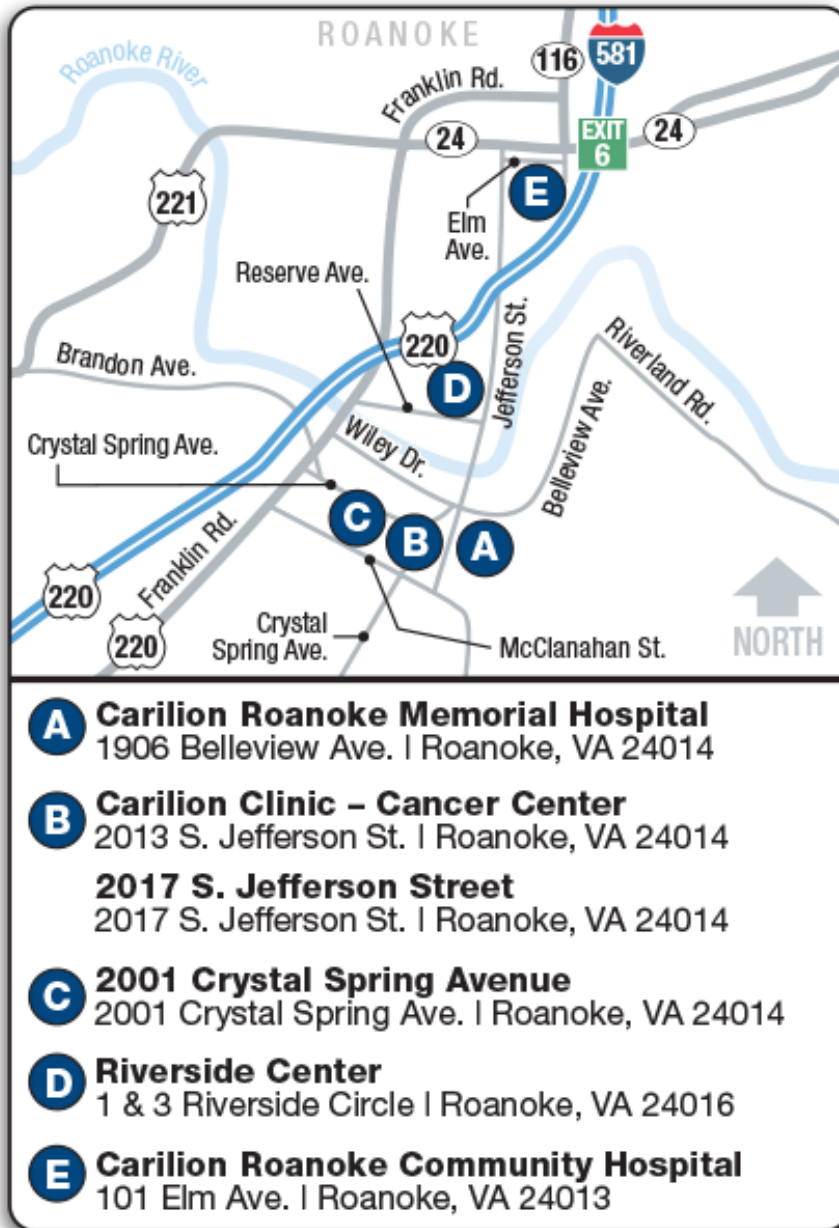 ROANOKE
Roanoke River
116
581
Franklin Rd.
24
EXIT
6
24
221
E
Elm
Ave.
Reserve Ave.
220
Jefferson St.
Riverland Rd.
Brandon Ave.
D
Belleview Ave.
Wiley Dr.
Crystal Spring Ave.
C
B
A
Franklin Rd.
220
220
Crystal
Spring Ave.
McClanahan St.
NORTH
A Carilion Roanoke Memorial Hospital
1906 Belleview Ave. | Roanoke, VA 24014
B Carilion Clinic – Cancer Center
2013 S. Jefferson St. | Roanoke, VA 24014
2017 S. Jefferson Street
2017 S. Jefferson St. | Roanoke, VA 24014
C 2001 Crystal Spring Avenue
2001 Crystal Spring Ave. | Roanoke, VA 24014
D Riverside Center
1 & 3 Riverside Circle | Roanoke, VA 24016
E Carilion Roanoke Community Hospital
101 Elm Ave. | Roanoke, VA 24013